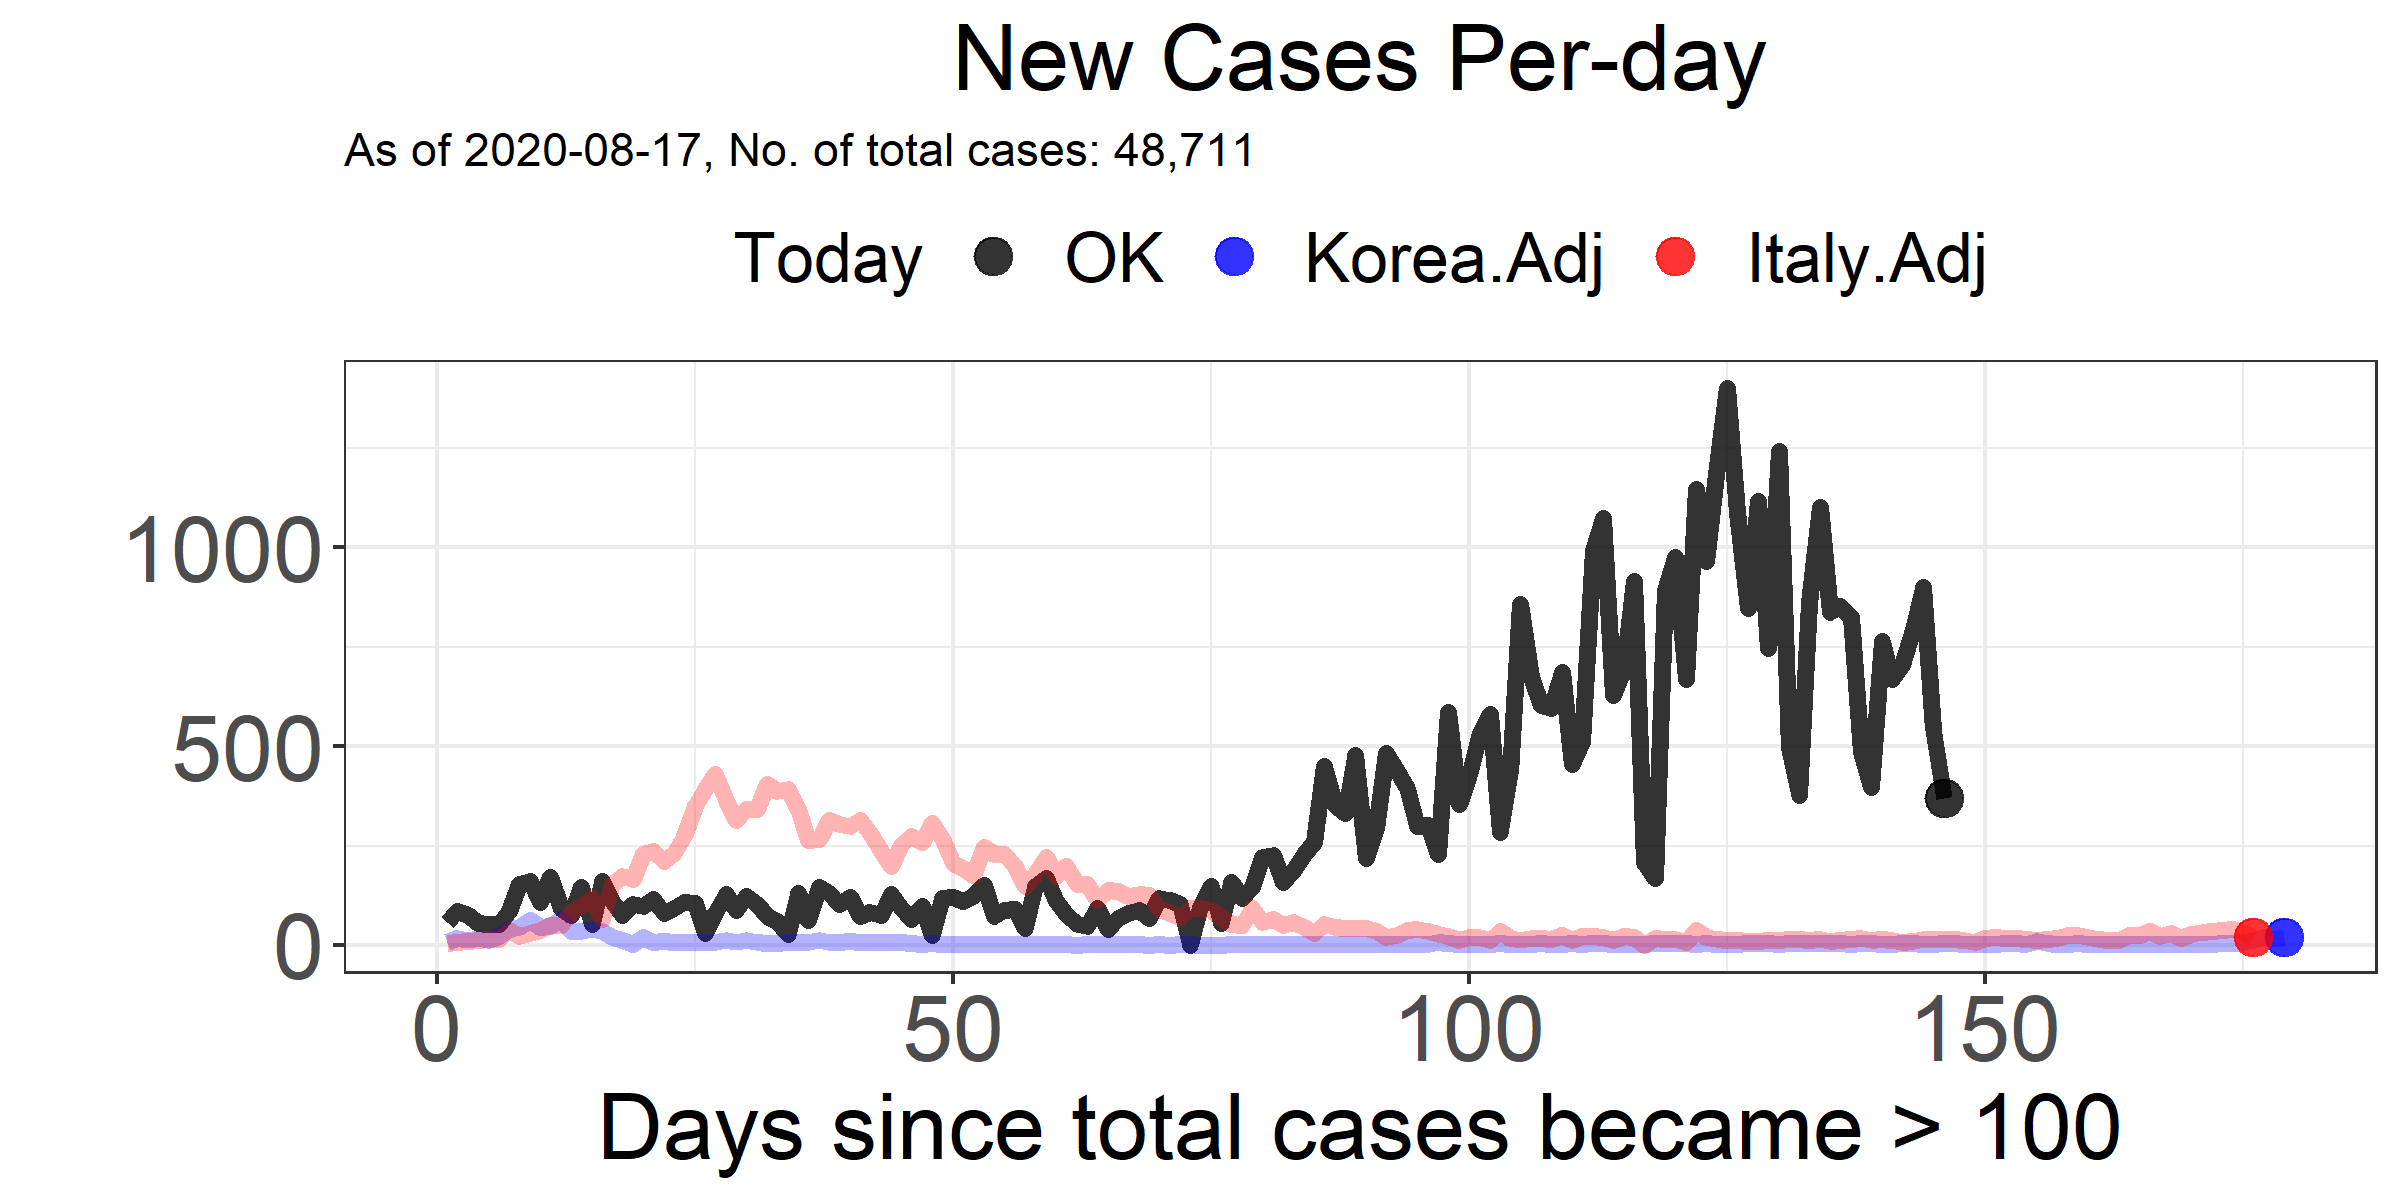 New Cases Per-day
As of 2020-08-17, No. of total cases: 48,711
Today OK Korea.Adj Italy.Adj
1000
500
0
0 50 100 150
Days since total cases became > 100